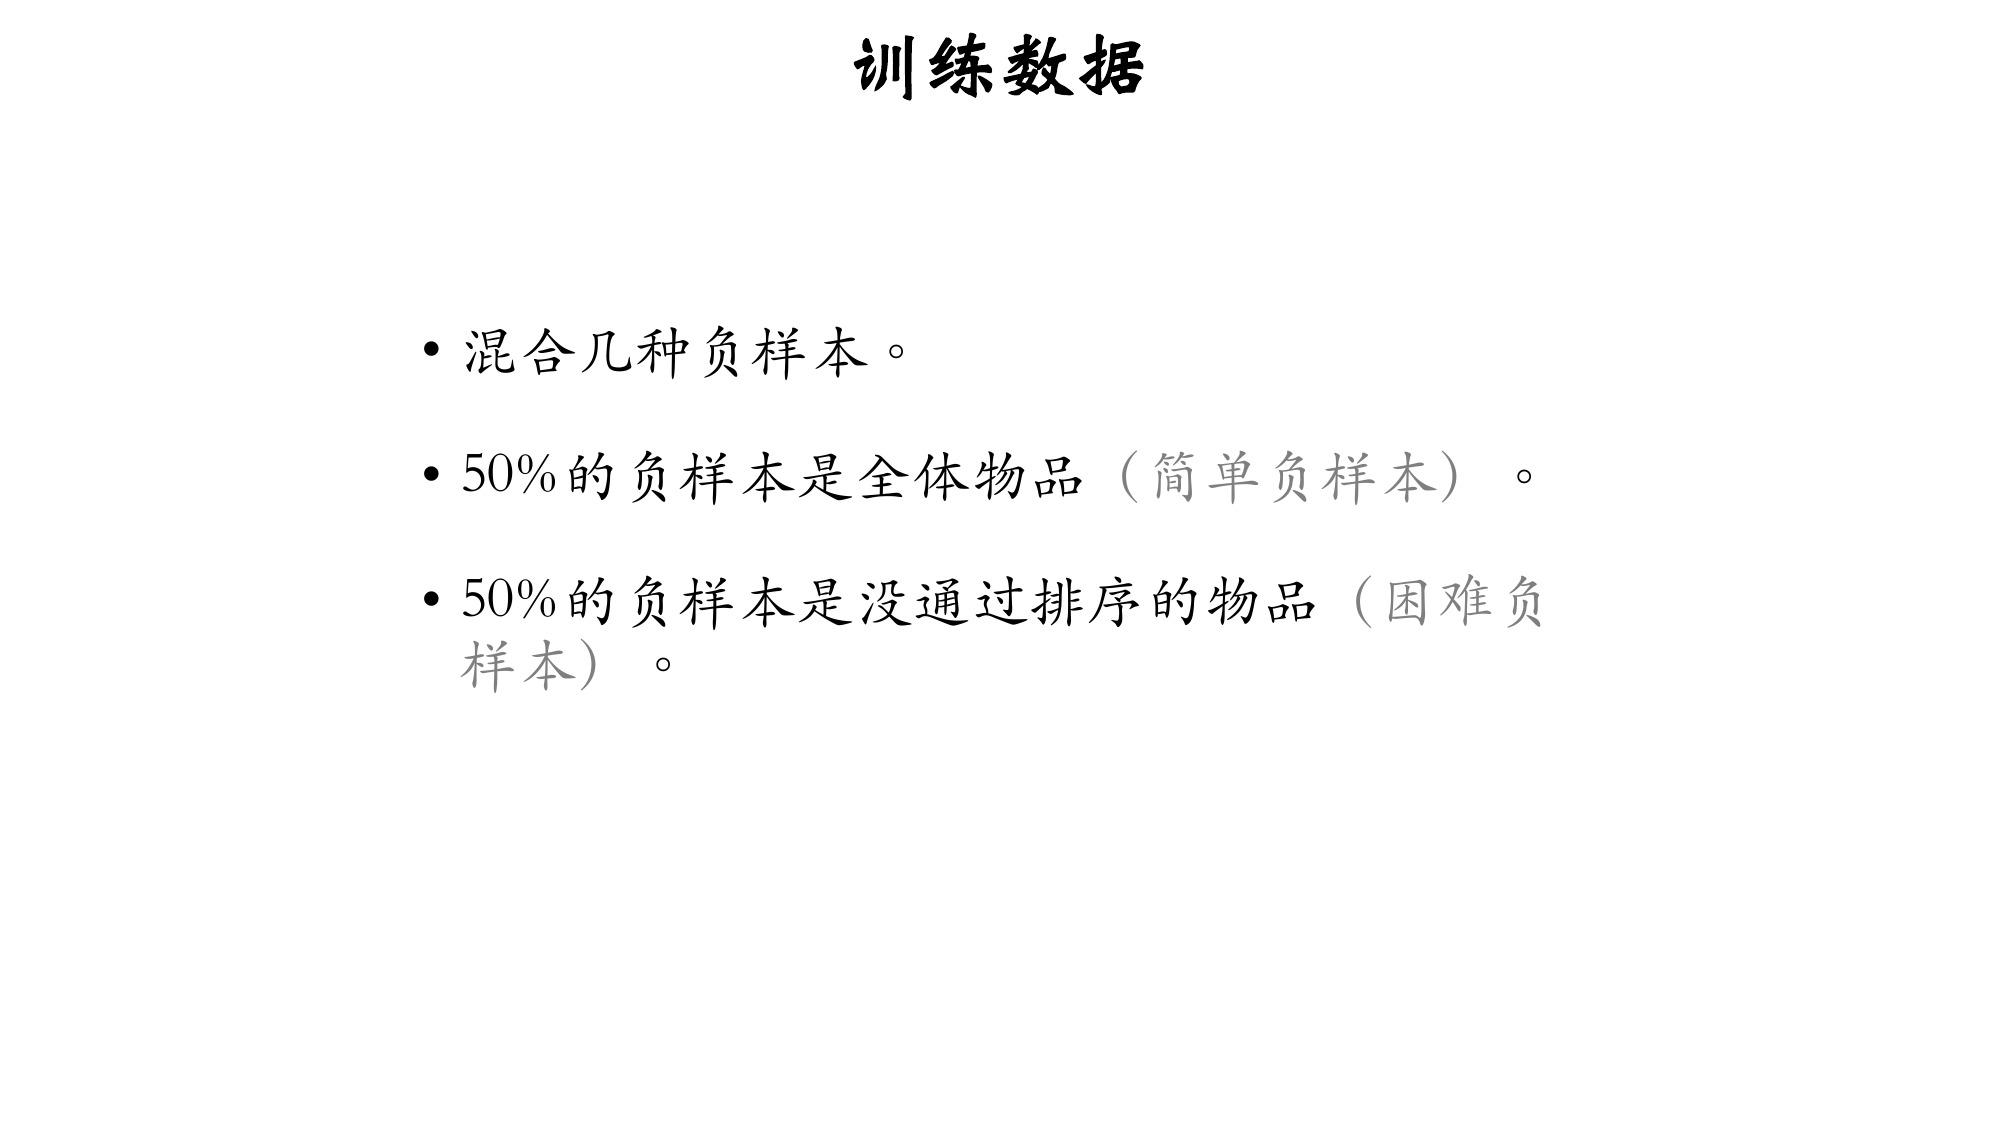 训练数据
• 混合几种负样本。
• 50%的负样本是全体物品（简单负样本）。
• 50%的负样本是没通过排序的物品（困难负
样本）。